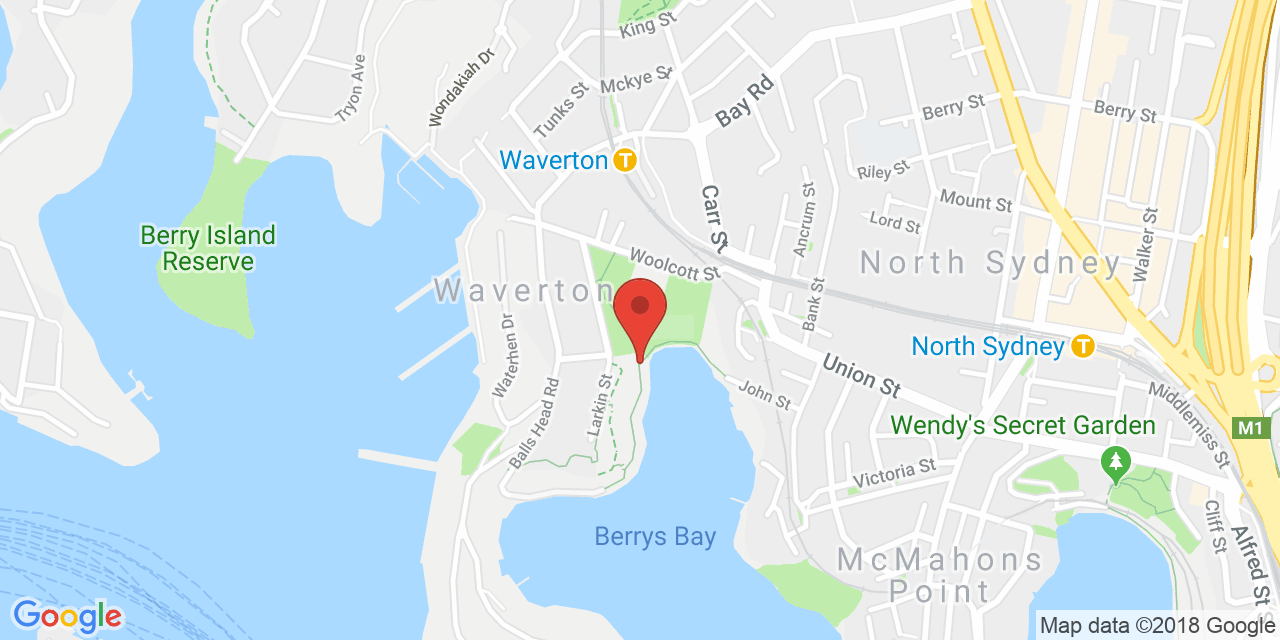 King St
Tryon Ave
Wondakiah Dr
Mckye St
Tunks St
Bay Rd
Berry St
Berry St
Waverton
T
Riley St
Carr St
Ancrum St
Mount St
Lord St
Walker St
Berry Island
Reserve
Woolcott St
North Sydney
Waverton
Bank St
Waterhen Dr
North Sydney
T
Union St
John St
Larkin St
Balls Head Rd
Middlemiss St
M1
Wendy's Secret Garden
Victoria St
Berrys Bay
McMahons
Point
Cliff St
Alfred St S
Google
Map data ©2018 Google